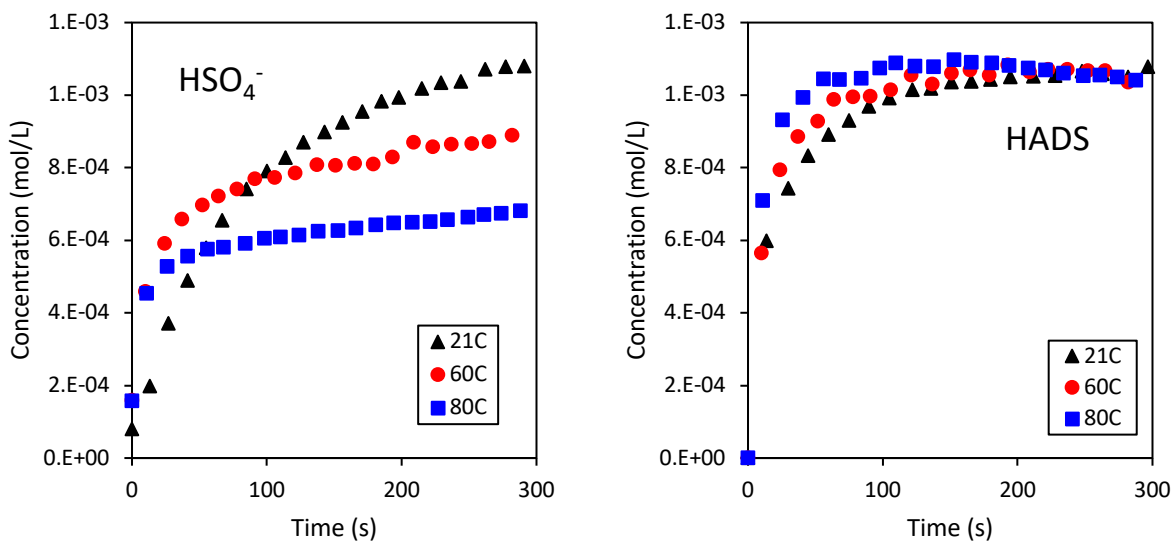 1.E-03
1.E-03
8.E-04
6.E-04
4.E-04
2.E-04
0.E+00
Concentration (mol/L)
HSO₄⁻
21C
60C
80C
0 100 200 300
Time (s)
1.E-03
1.E-03
8.E-04
6.E-04
4.E-04
2.E-04
0.E+00
Concentration (mol/L)
HADS
21C
60C
80C
0 100 200 300
Time (s)